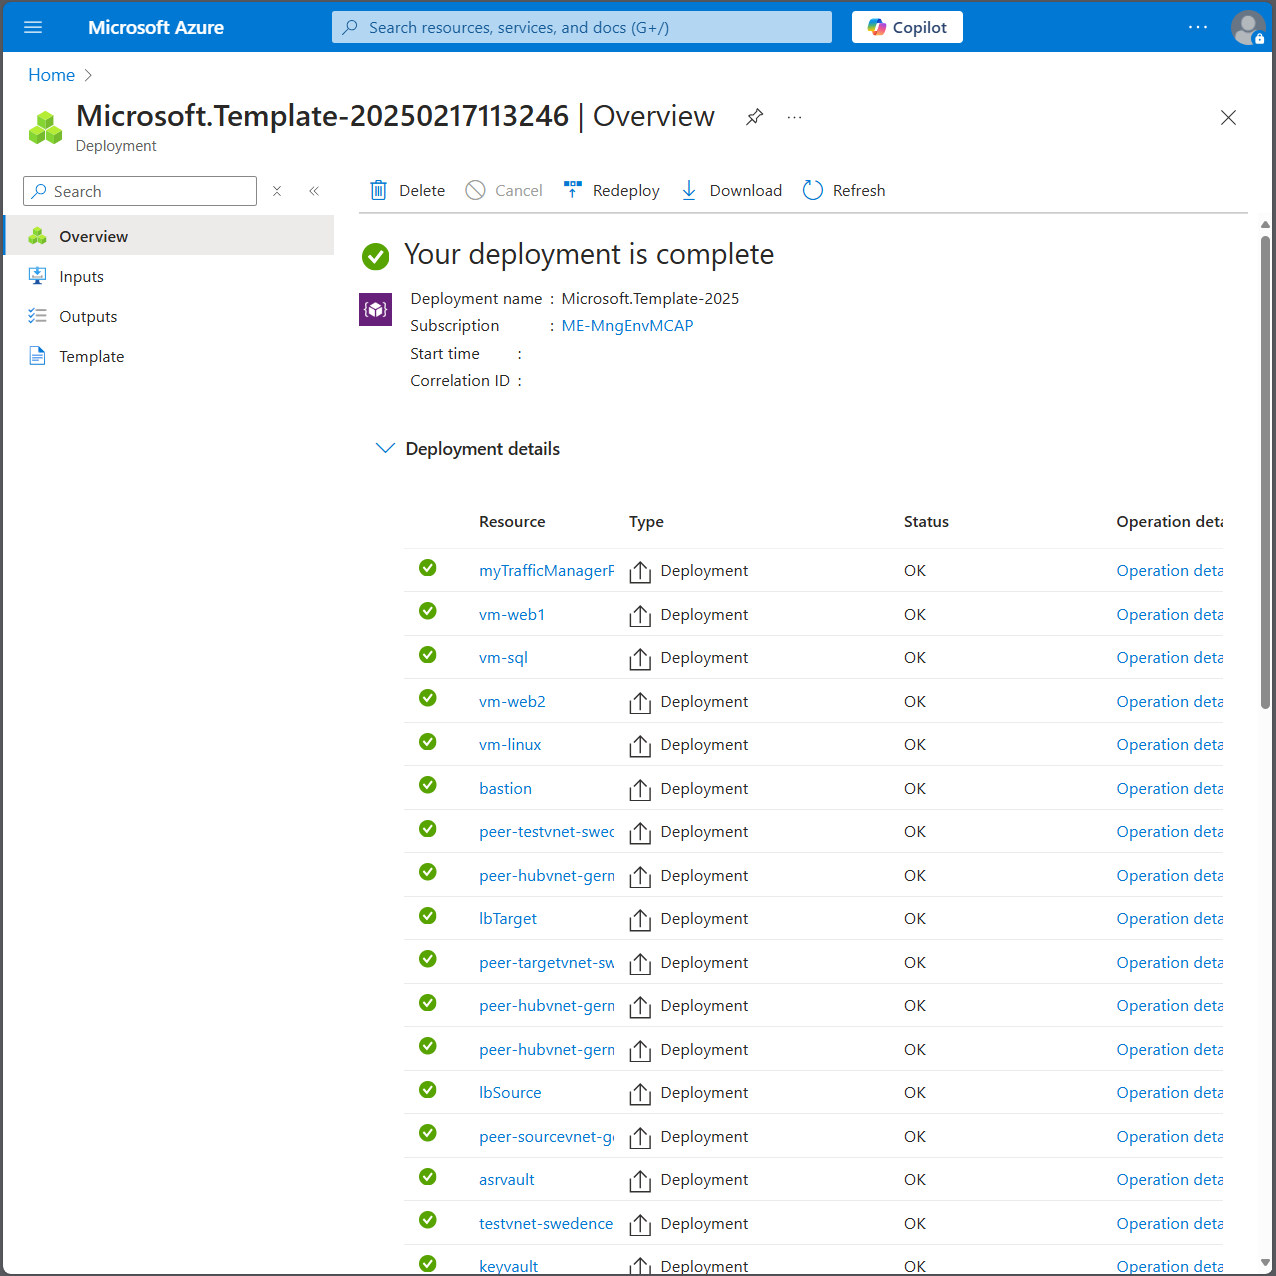 Microsoft Azure
Search resources, services, and docs (G+/)
Copilot
Home
Microsoft.Template-20250217113246 | Overview
Deployment
Search
Delete
Cancel
Redeploy
Download
Refresh
Overview
Inputs
Outputs
Template
Your deployment is complete
Deployment name : Microsoft.Template-2025
Subscription : ME-MngEnvMCAP
Start time :
Correlation ID :
Deployment details
Resource Type Status Operation deta
myTrafficManagerP Deployment OK Operation deta
vm-web1 Deployment OK Operation deta
vm-sql Deployment OK Operation deta
vm-web2 Deployment OK Operation deta
vm-linux Deployment OK Operation deta
bastion Deployment OK Operation deta
peer-testvnet-swed Deployment OK Operation deta
peer-hubvnet-germ Deployment OK Operation deta
lbTarget Deployment OK Operation deta
peer-targetvnet-sw Deployment OK Operation deta
peer-hubvnet-germ Deployment OK Operation deta
peer-hubvnet-germ Deployment OK Operation deta
lbSource Deployment OK Operation deta
peer-sourcevnet-ge Deployment OK Operation deta
asrvault Deployment OK Operation deta
testvnet-swedence Deployment OK Operation deta
keyvault Deployment OK Operation deta